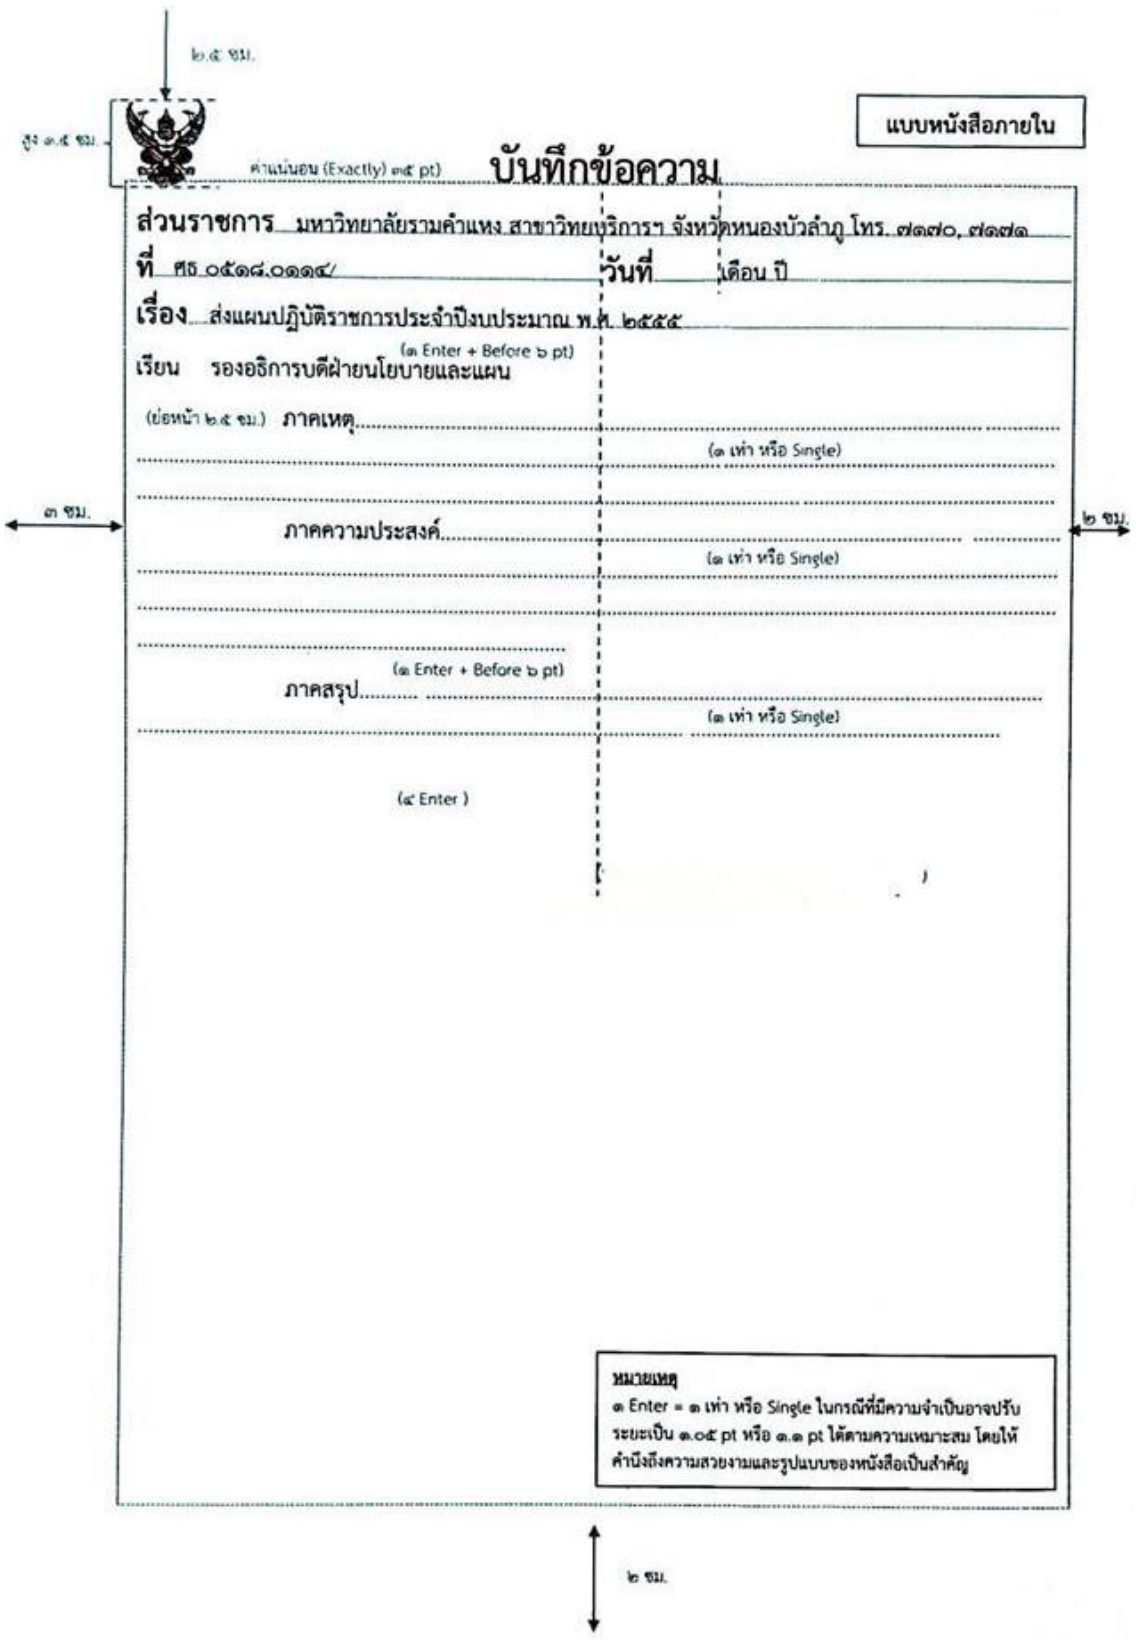 ๒.๕ ซม.
แบบหนังสือภายใน
สูง ๑.๕ ซม.
ค่าแน่นอน (Exactly) ๓๕ pt)
บันทึกข้อความ
ส่วนราชการ มหาวิทยาลัยรามคำแหง สาขาวิทยบริการฯ จังหวัดหนองบัวลำภู โทร. ๗๑๗๐, ๗๑๗๑
ที่ ศธ ๐๕๑๘.๐๑๑๔/ วันที่ เดือน ปี
เรื่อง ส่งแผนปฏิบัติราชการประจำปีงบประมาณ พ.ศ. ๒๕๕๕
(๑ Enter + Before ๖ pt)
เรียน รองอธิการบดีฝ่ายนโยบายและแผน
(ย่อหน้า ๒.๕ ซม.) ภาคเหตุ
(๑ เท่า หรือ Single)
๓ ซม.
๒ ซม.
ภาคความประสงค์
(๑ เท่า หรือ Single)
(๑ Enter + Before ๖ pt)
ภาคสรุป
(๑ เท่า หรือ Single)
(๔ Enter )
( )
หมายเหตุ
๑ Enter = ๑ เท่า หรือ Single ในกรณีที่มีความจำเป็นอาจปรับ
ระยะเป็น ๑.๐๕ pt หรือ ๑.๑ pt ได้ตามความเหมาะสม โดยให้
คำนึงถึงความสวยงามและรูปแบบของหนังสือเป็นสำคัญ
๒ ซม.